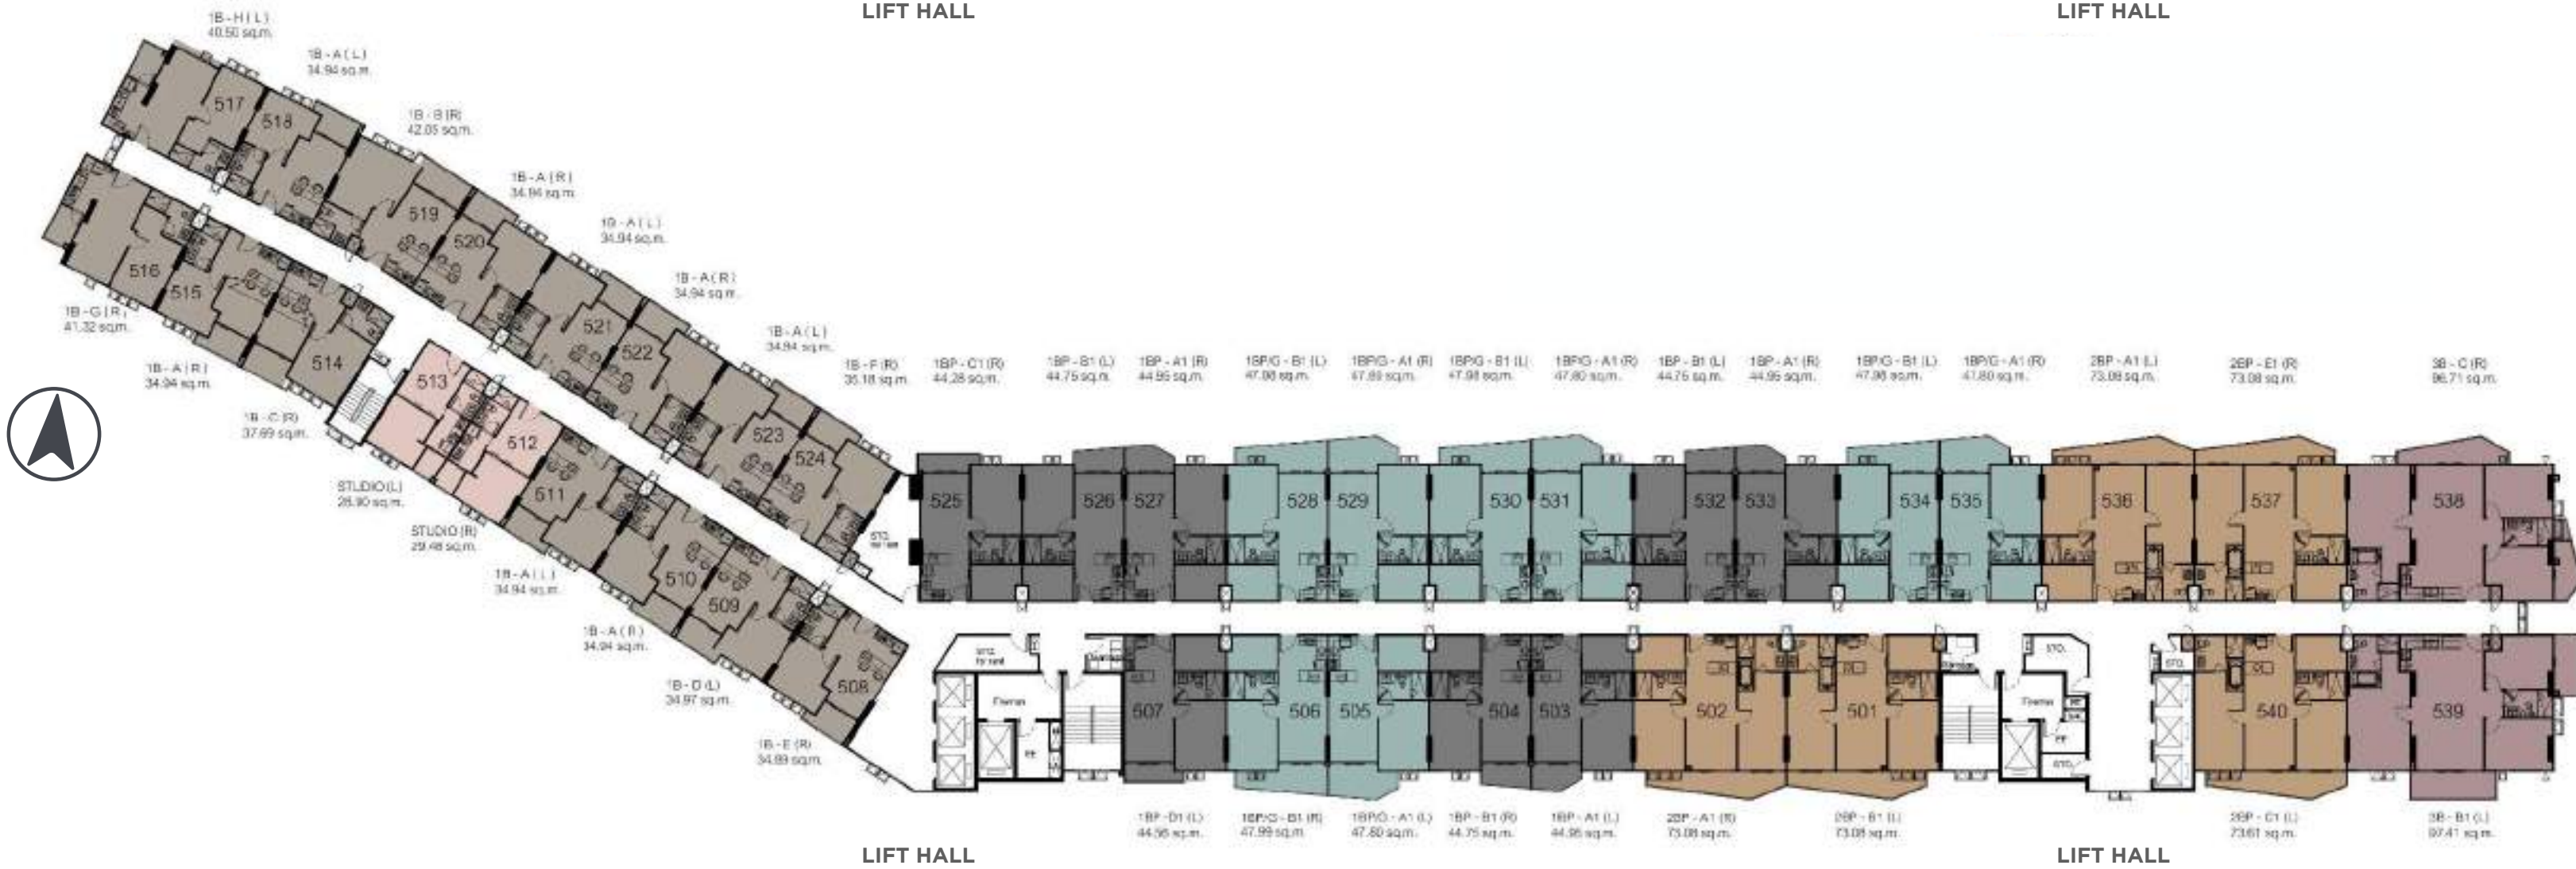 LIFT HALL
LIFT HALL
1B - H (L)
40.50 sq.m.
1B - A (L)
34.94 sq.m.
1B - B (R)
42.05 sq.m.
1B - A (R)
34.94 sq.m.
1B - A (L)
34.94 sq.m.
1B - A (R)
34.94 sq.m.
1B - A (L)
34.94 sq.m.
1B - F (R)
sq.m.
1BP - C1 (R)
44.28 sq.m.
1BP - B1 (L)
44.75 sq.m.
1BP - A1 (R)
44.95 sq.m.
1BP/G - B1 (L)
47.98 sq.m.
1BP/G - A1 (R)
47.80 sq.m.
1BP/G - B1 (L)
47.98 sq.m.
1BP/G - A1 (R)
47.80 sq.m.
1BP - B1 (L)
44.75 sq.m.
1BP - A1 (R)
44.95 sq.m.
1BP/G - B1 (L)
47.98 sq.m.
1BP/G - A1 (R)
47.80 sq.m.
2BP - A1 (L)
73.08 sq.m.
2BP - E1 (R)
73.08 sq.m.
3B - C (R)
96.71 sq.m.
517
518
519
520
521
522
523
524
516
515
514
513
512
511
510
509
508
1B - G (R)
41.32 sq.m.
1B - A (R)
34.94 sq.m.
1B - C (R)
37.69 sq.m.
STUDIO (L)
sq.m.
STUDIO (R)
29.48 sq.m.
1B - A (L)
34.94 sq.m.
1B - A (R)
34.94 sq.m.
1B - D (L)
34.97 sq.m.
1B - E (R)
sq.m.
STO.
525
526
527
528
529
530
531
532
533
534
535
536
537
538
STO.
for rent
Fireman
EE
507
506
505
504
503
502
501
STO.
Fireman
EE
STO.
STO.
540
539
1BP - D1 (L)
44.56 sq.m.
1BP/G - B1 (R)
47.99 sq.m.
1BP/G - A1 (L)
47.80 sq.m.
1BP - B1 (R)
44.75 sq.m.
1BP - A1 (L)
44.95 sq.m.
2BP - A1 (R)
73.08 sq.m.
2BP - B1 (L)
73.08 sq.m.
2BP - C1 (L)
73.61 sq.m.
3B - B1 (L)
97.41 sq.m.
LIFT HALL
LIFT HALL